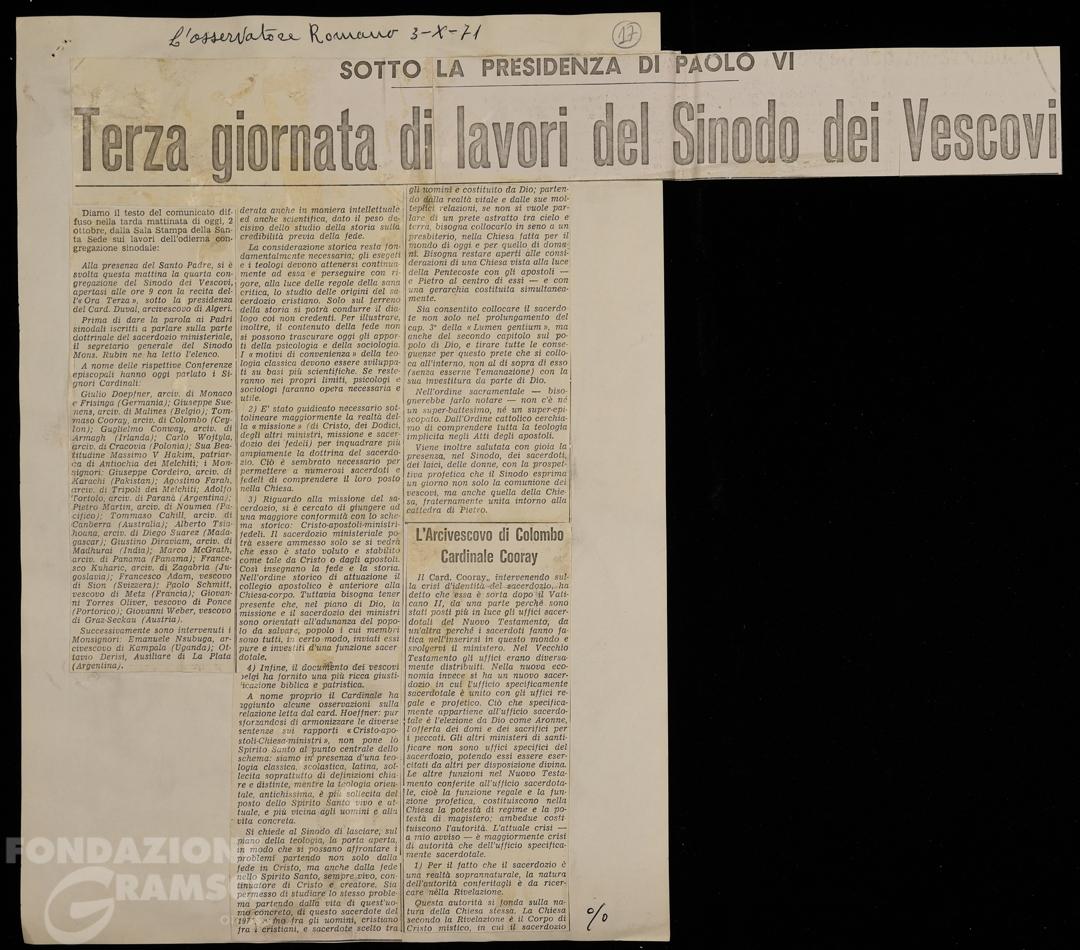 L'osservatore Romano 3-X-71
17
SOTTO LA PRESIDENZA DI PAOLO VI
Terza giornata di lavori del Sinodo dei Vescovi
Diamo il testo del comunicato dif-
fuso nella tarda mattinata di oggi, 2
ottobre, dalla Sala Stampa della San-
ta Sede sui lavori dell'odierna con-
gregazione sinodale:
Alla presenza del Santo Padre, si è
svolta questa mattina la quarta con-
gregazione del Sinodo dei Vescovi,
apertasi alle ore 9 con la recita del-
l'« Ora Terza », sotto la presidenza
del Card. Duval, arcivescovo di Algeri.
Prima di dare la parola ai Padri
sinodali iscritti a parlare sulla parte
dottrinale del sacerdozio ministeriale,
il segretario generale del Sinodo
Mons. Rubin ne ha letto l'elenco.
A nome delle rispettive Conferenze
episcopali hanno oggi parlato i Si-
gnori Cardinali:
Giulio Doepfner, arciv. di Monaco
e Frisinga (Germania); Giuseppe Sue-
nens, arciv. di Malines (Belgio); Tom-
maso Cooray, arciv. di Colombo (Cey-
lon); Guglielmo Conway, arciv. di
Armagh (Irlanda); Carlo Wojtyla,
arciv. di Cracovia (Polonia); Sua Bea-
titudine Massimo V Hakim, patriar-
ca di Antiochia dei Melchiti; i Mon-
signori: Giuseppe Cordeiro, arciv. di
Karachi (Pakistan); Agostino Farah,
arciv. di Tripoli dei Melchiti; Adolfo
Tortolo, arciv. di Paranà (Argentina);
Pietro Martin, arciv. di Noumea (Pa-
cifico); Tommaso Cahill, arciv. di
Canberra (Australia); Alberto Tsia-
hoana, arciv. di Diego Suarez (Mada-
gascar); Giustino Diraviam, arciv. di
Madhurai (India); Marco McGrath,
arciv. di Panama (Panama); France-
sco Kuharic, arciv. di Zagabria (Ju-
goslavia); Francesco Adam, vescovo
di Sion (Svizzera); Paolo Schmitt,
vescovo di Metz (Francia); Giovan-
ni Torres Oliver, vescovo di Ponce
(Portorico); Giovanni Weber, vescovo
di Graz-Seckau (Austria).
Successivamente sono intervenuti i
Monsignori: Emanuele Nsubuga, ar-
civescovo di Kampala (Uganda); Ot-
tavio Derisi, Ausiliare di La Plata
(Argentina).
derata anche in maniera intellettuale
ed anche scientifica, dato il peso de-
cisivo dello studio della storia sulla
credibilità previa della fede.
La considerazione storica resta fon-
damentalmente necessaria; gli esegeti
e i teologi devono attenersi continua-
mente ad essa e perseguire con ri-
gore, alla luce delle regole della sana
critica, lo studio delle origini del sa-
cerdozio cristiano. Solo sul terreno
della storia si potrà condurre il dia-
logo coi non credenti. Per illustrare,
inoltre, il contenuto della fede non
si possono trascurare oggi gli appor-
ti della psicologia e della sociologia.
I « motivi di convenienza » della teo-
logia classica devono essere sviluppa-
ti su basi più scientifiche. Se reste-
ranno nei propri limiti, psicologi e
sociologi faranno opera necessaria e
utile.
2) E' stato guidicato necessario sot-
tolineare maggiormente la realtà del-
la « missione » (di Cristo, dei Dodici,
degli altri ministri, missione e sacer-
dozio dei fedeli) per inquadrare più
ampiamente la dottrina del sacerdo-
zio. Ciò è sembrato necessario per
permettere a numerosi sacerdoti e
fedeli di comprendere il loro posto
nella Chiesa.
3) Riguardo alla missione del sa-
cerdozio, si è cercato di giungere ad
una maggiore conformità con lo sche-
ma storico: Cristo-apostoli-ministri-
fedeli. Il sacerdozio ministeriale po-
trà essere ammesso solo se si vedrà
che esso è stato voluto e stabilito
come tale da Cristo o dagli apostoli.
Così insegnano la fede e la storia.
Nell'ordine storico di attuazione il
collegio apostolico è anteriore alla
Chiesa-corpo. Tuttavia bisogna tener
presente che, nel piano di Dio, la
missione e il sacerdozio dei ministri
sono orientati all'adunanza del popo-
lo da salvare, popolo i cui membri
sono tutti, in certo modo, inviati essi
pure e investiti d'una funzione sacer-
dotale.
4) Infine, il documento dei vescovi
belgi ha fornito una più ricca giusti-
ficazione biblica e patristica.
A nome proprio il Cardinale ha
aggiunto alcune osservazioni sulla
relazione letta dal card. Hoeffner: pur
sforzandosi di armonizzare le diverse
sentenze sui rapporti « Cristo-apo-
stoli-Chiesa-ministri », non pone lo
Spirito Santo al punto centrale dello
schema: siamo in presenza d'una teo-
logia classica, scolastica, latina, sol-
lecita soprattutto di definizioni chia-
re e distinte, mentre la teologia orien-
tale, antichissima, è più sollecita del
posto dello Spirito Santo vivo e at-
tuale, e più vicina agli uomini e alla
vita concreta.
Si chiede al Sinodo di lasciare, sul
piano della teologia, la porta aperta,
in modo che si possano affrontare i
problemi partendo non solo dalla
fede in Cristo, ma anche dalla fede
nello Spirito Santo, sempre vivo, con-
tinuatore di Cristo e creatore. Sia
permesso di studiare lo stesso proble-
ma partendo dalla vita di quest'uo-
mo concreto, di questo sacerdote del
fra gli uomini, cristiano
fra i cristiani, e sacerdote scelto tra
gli uomini e costituito da Dio; parten-
do dalla realtà vitale e dalle sue mol-
teplici relazioni, se non si vuole par-
lare di un prete astratto tra cielo e
terra, bisogna collocarlo in seno a un
presbiterio, nella Chiesa fatta per il
mondo di oggi e per quello di doma-
ni. Bisogna restare aperti alle consi-
derazioni di una Chiesa vista alla luce
della Pentecoste con gli apostoli —
e Pietro al centro di essi — e con
una gerarchia costituita simultanea-
mente.
Sia consentito collocare il sacerdo-
te non solo nel prolungamento del
cap. 3° della « Lumen gentium », ma
anche del secondo capitolo sul po-
polo di Dio, e tirare tutte le conse-
guenze per questo prete che si collo-
ca all'interno, non al di sopra di esso
(senza esserne l'emanazione) con la
sua investitura da parte di Dio.
Nell'ordine sacramentale — biso-
gnerebbe farlo notare — non c'è né
un super-battesimo, né un super-epi-
scopato. Dall'Ordine cattolico cerchia-
mo di comprendere tutta la teologia
implicita negli Atti degli apostoli.
Viene inoltre salutata con gioia la
presenza, nel Sinodo, dei sacerdoti,
dei laici, delle donne, con la prospet-
tiva profetica che il Sinodo esprima
un giorno non solo la comunione dei
vescovi, ma anche quella della Chie-
sa, fraternamente unita intorno alla
cattedra di Pietro.
L'Arcivescovo di Colombo
Cardinale Cooray
Il Card. Cooray, intervenendo sul-
la crisi d'identità del sacerdozio, ha
detto che essa è sorta dopo il Vati-
cano II, da una parte perché sono
stati posti più in luce gli uffici sacer-
dotali del Nuovo Testamento, da
un'altra perché i sacerdoti fanno fa-
tica nell'inserirsi in questo mondo e
svolgervi il ministero. Nel Vecchio
Testamento gli uffici erano diversa-
mente distribuiti. Nella nuova eco-
nomia invece si ha un nuovo sacer-
dozio in cui l'ufficio specificamente
sacerdotale è unito con gli uffici re-
gale e profetico. Ciò che specifica-
mente appartiene all'ufficio sacerdo-
tale è l'elezione da Dio come Aronne,
l'offerta dei doni e dei sacrifici per
i peccati. Gli altri ministeri di santi-
ficare non sono uffici specifici del
sacerdozio, potendo essi essere eser-
citati da altri per disposizione divina.
Le altre funzioni nel Nuovo Testa-
mento conferite all'ufficio sacerdota-
le, cioè la funzione regale e la fun-
zione profetica, costituiscono nella
Chiesa la potestà di regime e la po-
testà di magistero; ambedue costi-
tuiscono l'autorità. L'attuale crisi —
a mio avviso — è maggiormente crisi
di autorità che dell'ufficio specifica-
mente sacerdotale.
1) Per il fatto che il sacerdozio è
una realtà soprannaturale, la natura
dell'autorità conferitagli è da ricer-
care nella Rivelazione.
Questa autorità si fonda sulla na-
tura della Chiesa stessa. La Chiesa
secondo la Rivelazione è il Corpo di
Cristo mistico, in cui il sacerdozio
%
FONDAZION
GRAMS